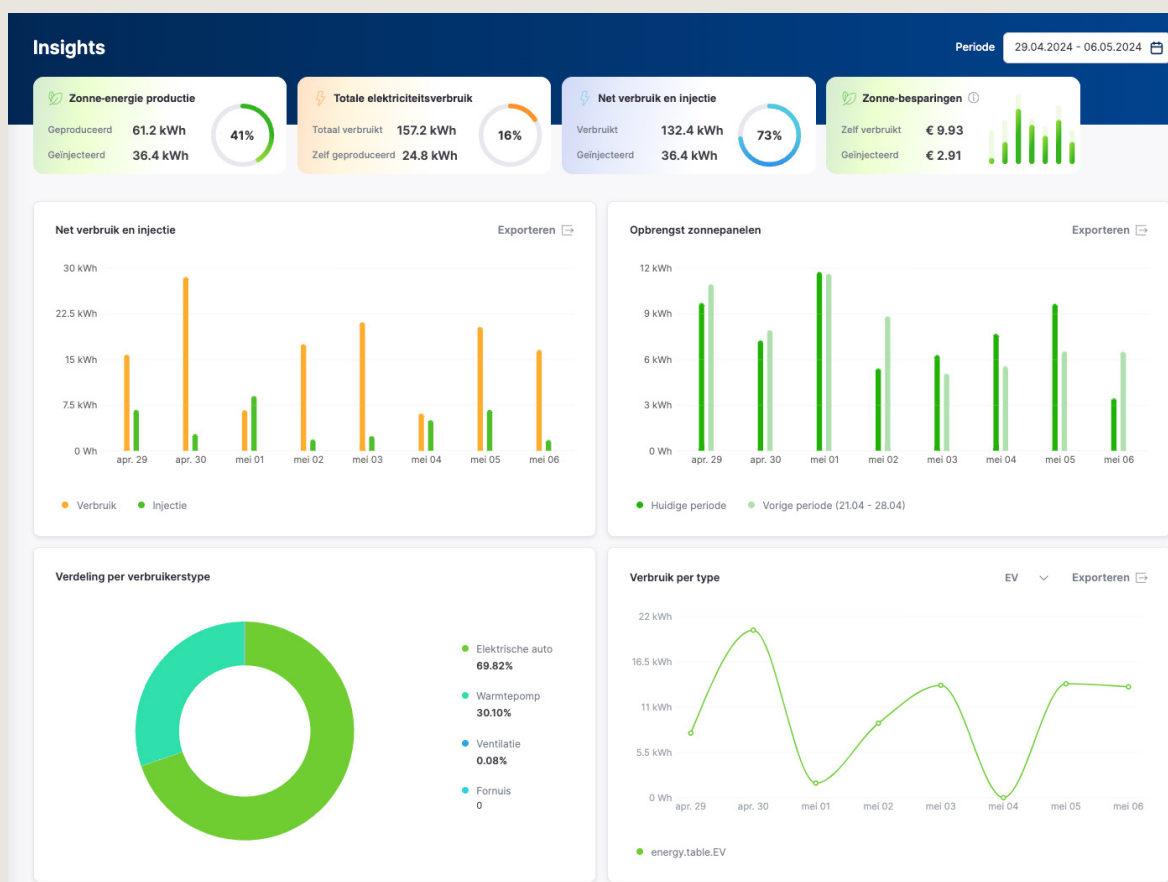 Insights
Periode
29.04.2024 - 06.05.2024
Zonne-energie productie
Geproduceerd 61.2 kWh
Geïnjecteerd 36.4 kWh
41%
Totale elektriciteitsverbruik
Totaal verbruikt 157.2 kWh
Zelf geproduceerd 24.8 kWh
16%
Net verbruik en injectie
Verbruikt 132.4 kWh
Geïnjecteerd 36.4 kWh
73%
Zonne-besparingen
Zelf verbruikt € 9.93
Geïnjecteerd € 2.91
Net verbruik en injectie
Exporteren
30 kWh
22.5 kWh
15 kWh
7.5 kWh
0 Wh
apr. 29 apr. 30 mei 01 mei 02 mei 03 mei 04 mei 05 mei 06
Verbruik Injectie
Opbrengst zonnepanelen
Exporteren
12 kWh
9 kWh
6 kWh
3 kWh
0 Wh
apr. 29 apr. 30 mei 01 mei 02 mei 03 mei 04 mei 05 mei 06
Huidige periode Vorige periode (21.04 - 28.04)
Verdeling per verbruikerstype
Elektrische auto
69.82%
Warmtepomp
30.10%
Ventilatie
0.08%
Fornuis
0
Verbruik per type
EV
Exporteren
22 kWh
16.5 kWh
11 kWh
5.5 kWh
0 Wh
apr. 29 apr. 30 mei 01 mei 02 mei 03 mei 04 mei 05 mei 06
energy.table.EV